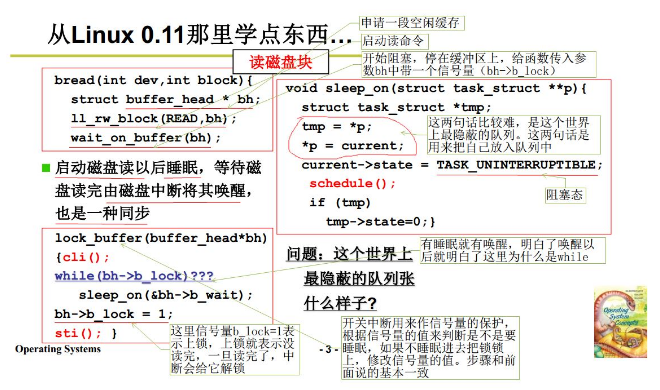 从Linux 0.11那里学点东西…
申请一段空闲缓存
启动读命令
开始阻塞，停在缓冲区上，给函数传入参
数bh中带一个信号量（bh->b_lock）
读磁盘块
bread(int dev,int block){
struct buffer_head * bh;
ll_rw_block(READ,bh);
wait_on_buffer(bh);
启动磁盘读以后睡眠，等待磁
盘读完由磁盘中断将其唤醒，
也是一种同步
lock_buffer(buffer_head*bh)
{cli();
while(bh->b_lock)???
sleep_on(&bh->b_wait);
bh->b_lock = 1;
sti(); }
这里信号量b_lock=1表
示上锁，上锁就表示没
读完，一旦读完了，中
断会给它解锁
void sleep_on(struct task_struct **p){
struct task_struct *tmp;
tmp = *p;
*p = current;
这两句话比较难，是这个世界
上最隐蔽的队列。这两句话是
用来把自己放入队列中
current->state = TASK_UNINTERRUPTIBLE;
schedule();
阻塞态
if (tmp)
tmp->state=0;}
问题：这个世界上
最隐蔽的队列张
什么样子?
有睡眠就有唤醒，明白了唤醒以
后就明白了这里为什么是while
开关中断用来作信号量的保护，
根据信号量的值来判断是不是要
睡眠，如果不睡眠进去把锁锁
上，修改信号量的值。步骤和前
面说的基本一致
Operating Systems
- 3 -
Operating
System
Concepts